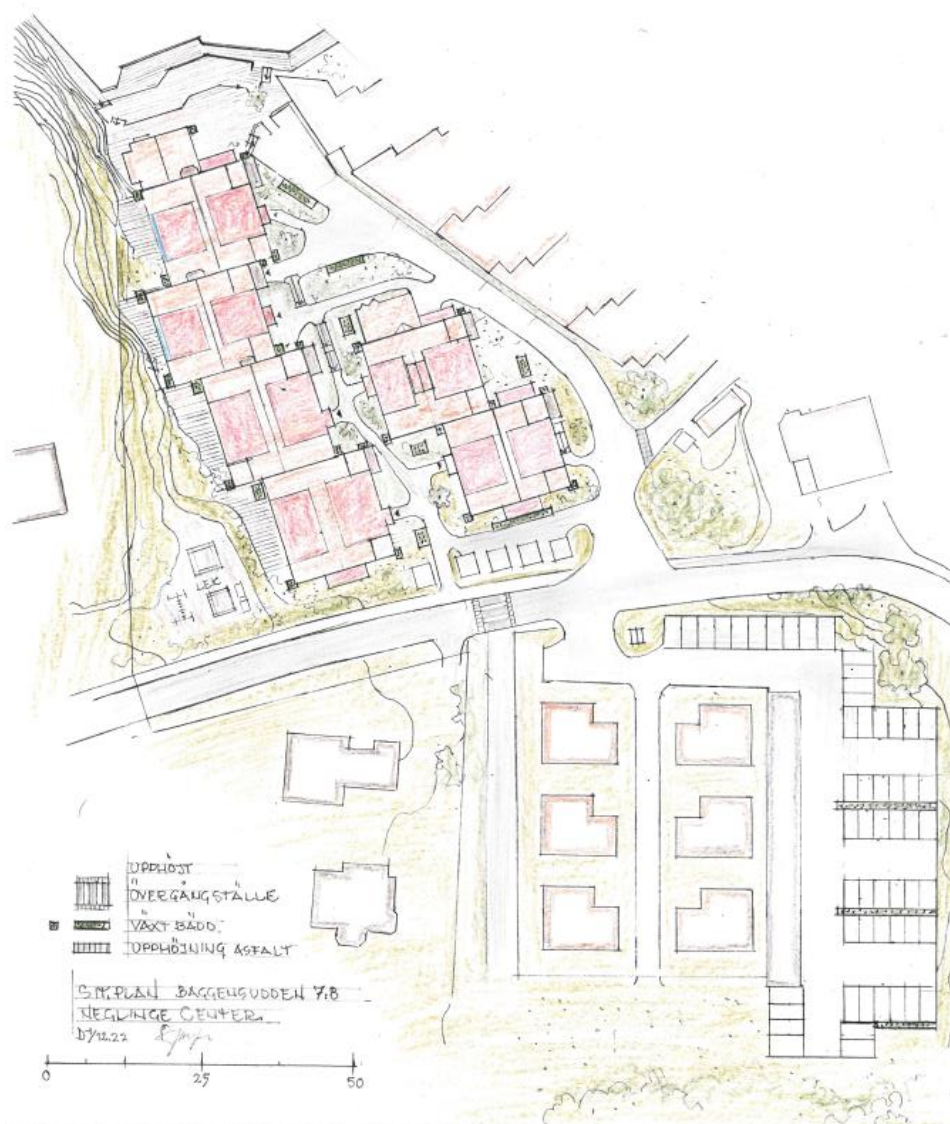 LEK
UPPHÖJT
ÖVERGÅNGSTÄLLE
VÄXTBÄDD
UPPHÖJNING ASFALT
SIT.PLAN BAGGENSUDDEN 7,8
NEGLINGE CENTER
0 25 50